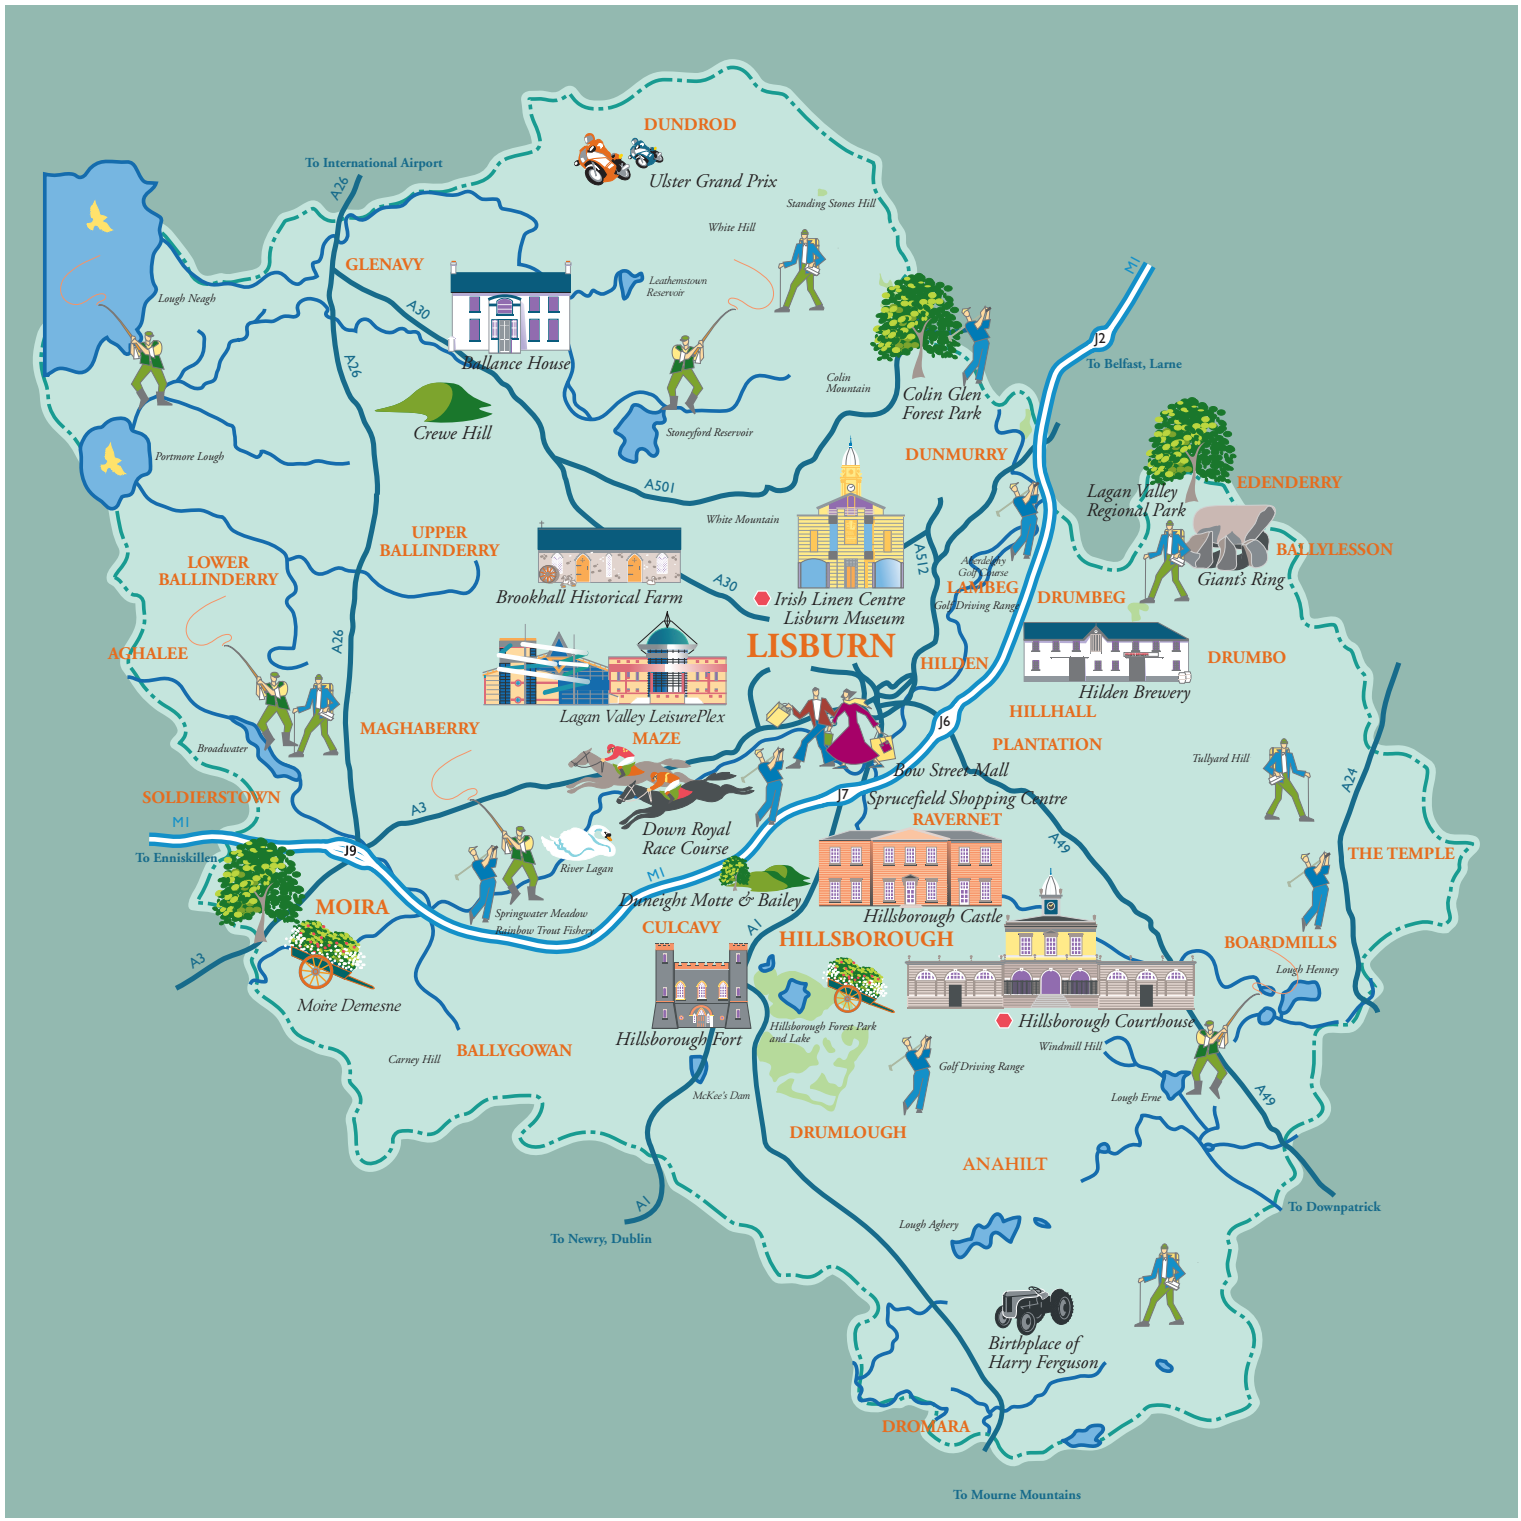 DUNDROD
To International Airport
A26
Ulster Grand Prix
Standing Stones Hill
White Hill
GLENAVY
M1
Leathemstown
Reservoir
Lough Neagh
A30
J2
To Belfast, Larne
A26
Ballance House
Colin
Mountain
Colin Glen
Forest Park
Crewe Hill
Stoneyford Reservoir
DUNMURRY
Portmore Lough
A501
EDENDERRY
Lagan Valley
Regional Park
White Mountain
UPPER
BALLINDERRY
BALLYLESSON
LOWER
BALLINDERRY
A512
Aberdelghy
Golf Course
Giant's Ring
A30
LAMBEG
Brookhall Historical Farm
Irish Linen Centre
Lisburn Museum
Golf Driving Range
DRUMBEG
A26
LISBURN
AGHALEE
HILDEN
DRUMBO
Hilden Brewery
Lagan Valley LeisurePlex
HILLHALL
MAGHABERRY
MAZE
J6
PLANTATION
Broadwater
Tullyard Hill
Bow Street Mall
A24
SOLDIERSTOWN
J7
Sprucefield Shopping Centre
A3
M1
RAVERNET
Down Royal
Race Course
A49
J9
To Enniskillen
THE TEMPLE
River Lagan
M1
Duneight Motte & Bailey
MOIRA
Springwater Meadow
Rainbow Trout Fishery
Hillsborough Castle
CULCAVY
A1
HILLSBOROUGH
BOARDMILLS
A3
Lough Henney
Moire Demesne
Hillsborough Fort
Hillsborough Forest Park
and Lake
Hillsborough Courthouse
Windmill Hill
BALLYGOWAN
Carney Hill
Golf Driving Range
McKee's Dam
Lough Erne
A49
DRUMLOUGH
ANAHILT
A1
To Downpatrick
Lough Aghery
To Newry, Dublin
Birthplace of
Harry Ferguson
DROMARA
To Mourne Mountains